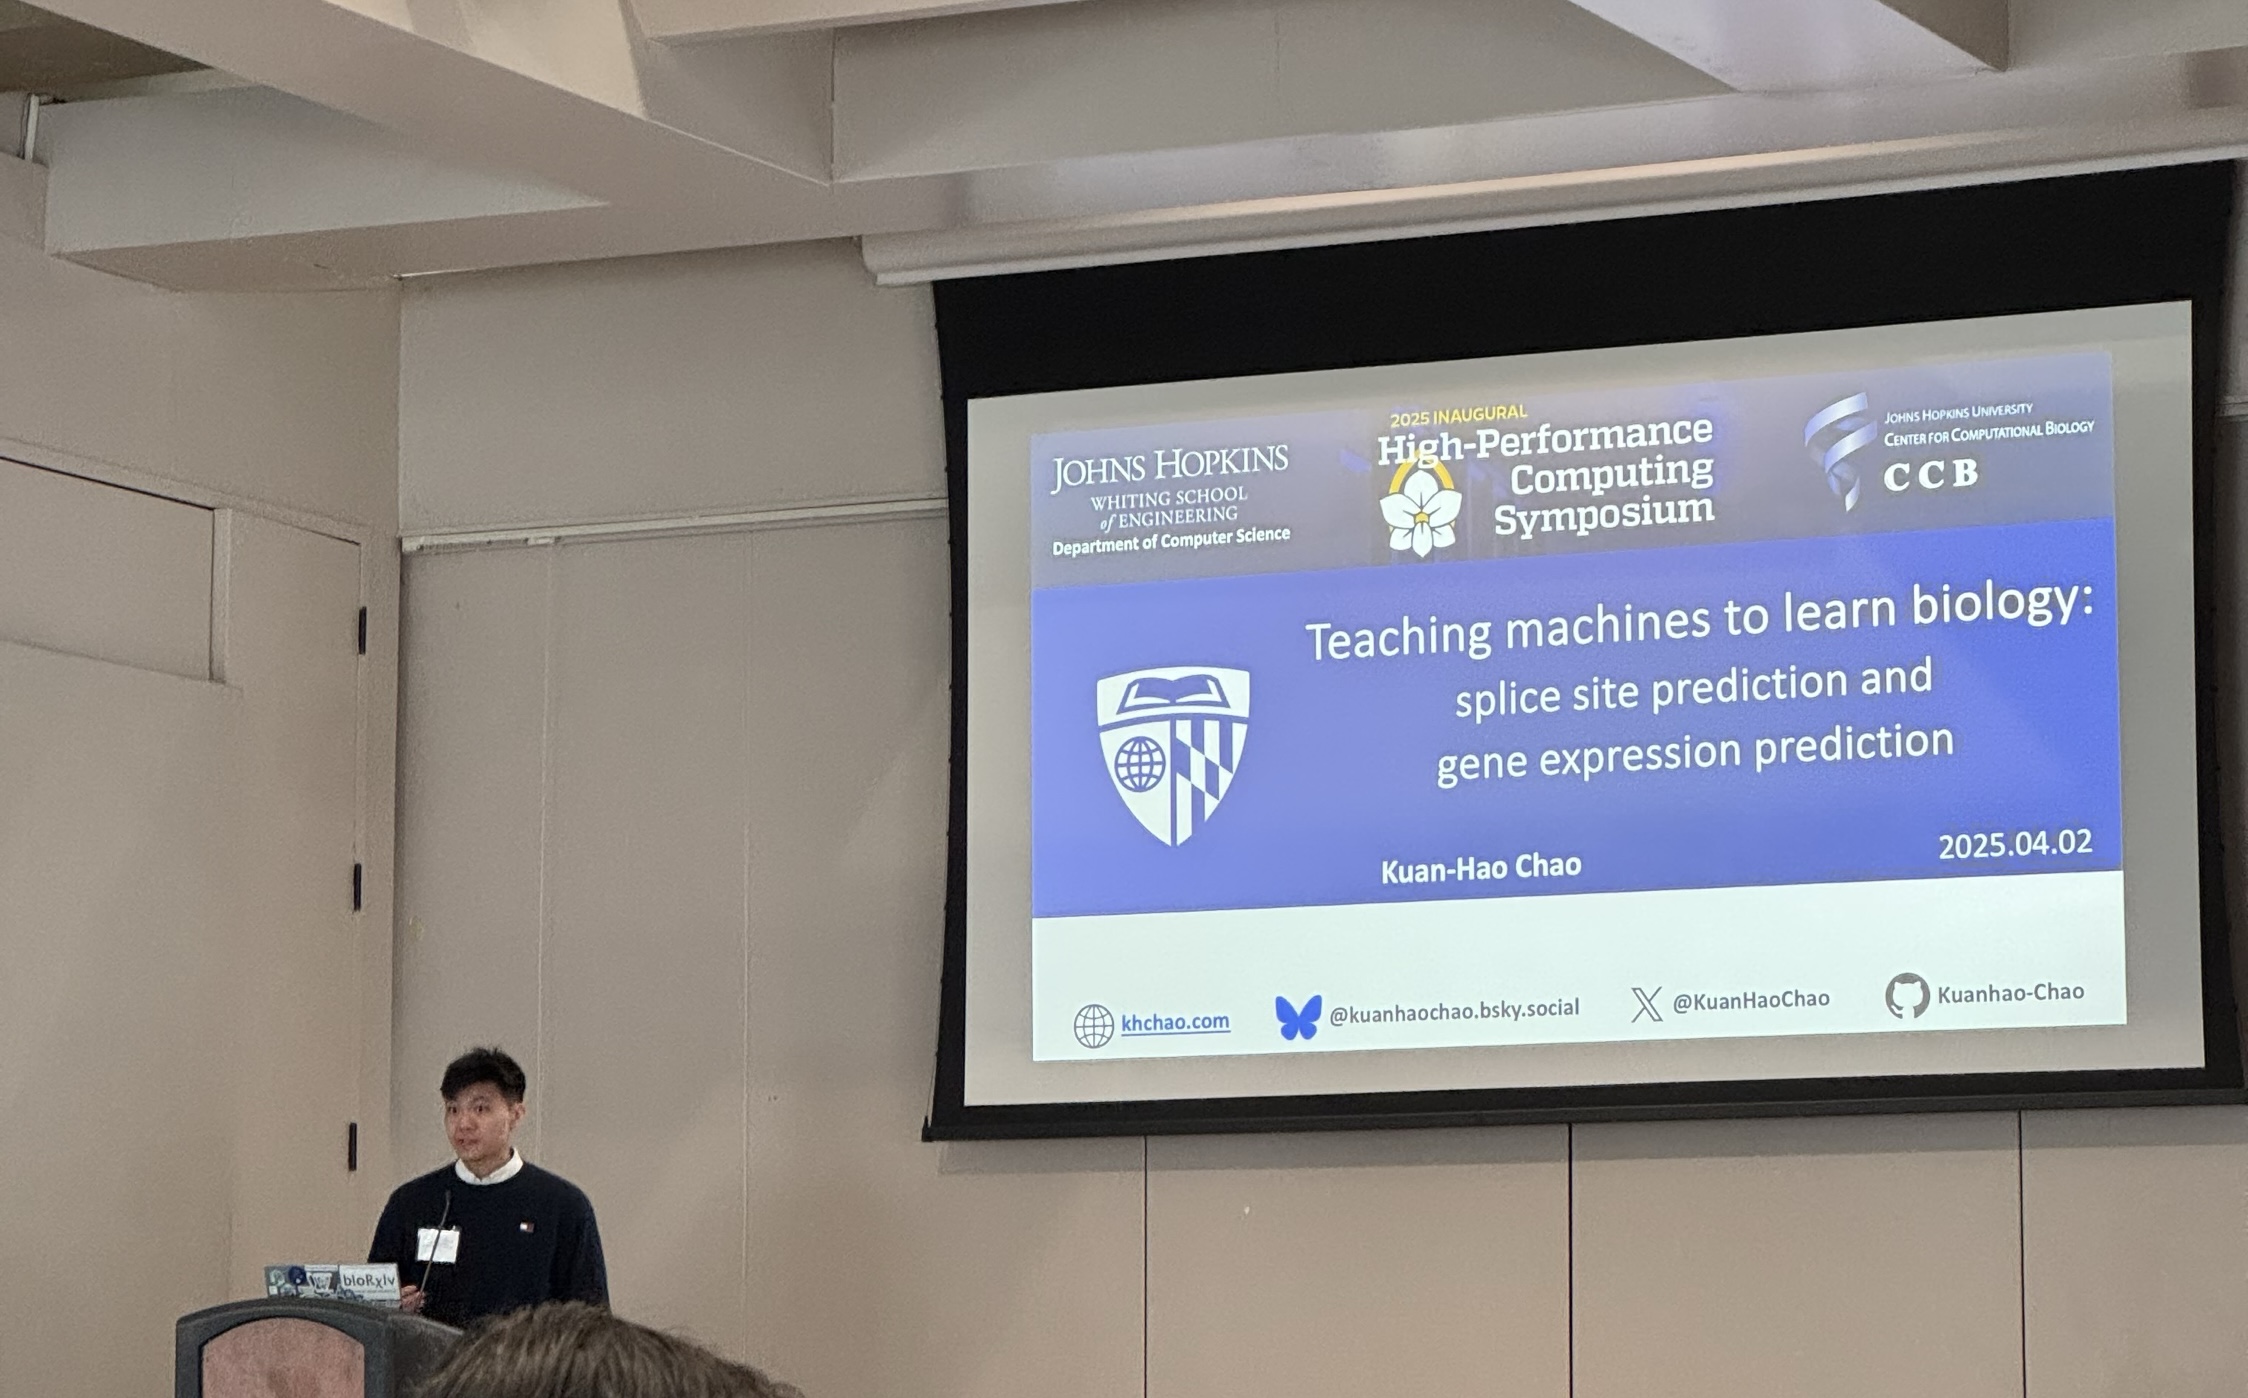 JOHNS HOPKINS
WHITING SCHOOL
of ENGINEERING
Department of Computer Science
2025 INAUGURAL
High-Performance
Computing
Symposium
JOHNS HOPKINS UNIVERSITY
CENTER FOR COMPUTATIONAL BIOLOGY
CCB
Teaching machines to learn biology:
splice site prediction and
gene expression prediction
Kuan-Hao Chao
2025.04.02
khchao.com
@kuanhaochao.bsky.social
@KuanHaoChao
Kuanhao-Chao
bioRxiv